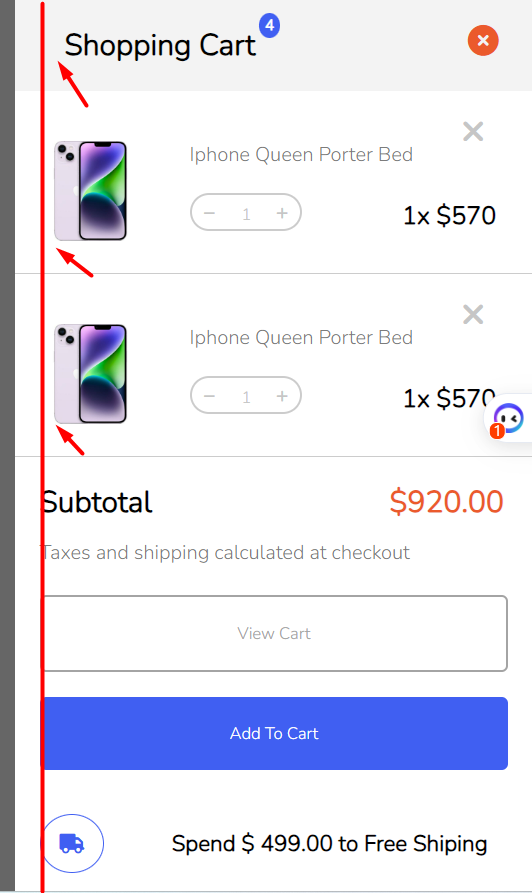 Shopping Cart 4
Iphone Queen Porter Bed
1
1x $570
Iphone Queen Porter Bed
1
1x $570
1
Subtotal $920.00
Taxes and shipping calculated at checkout
View Cart
Add To Cart
Spend $ 499.00 to Free Shiping